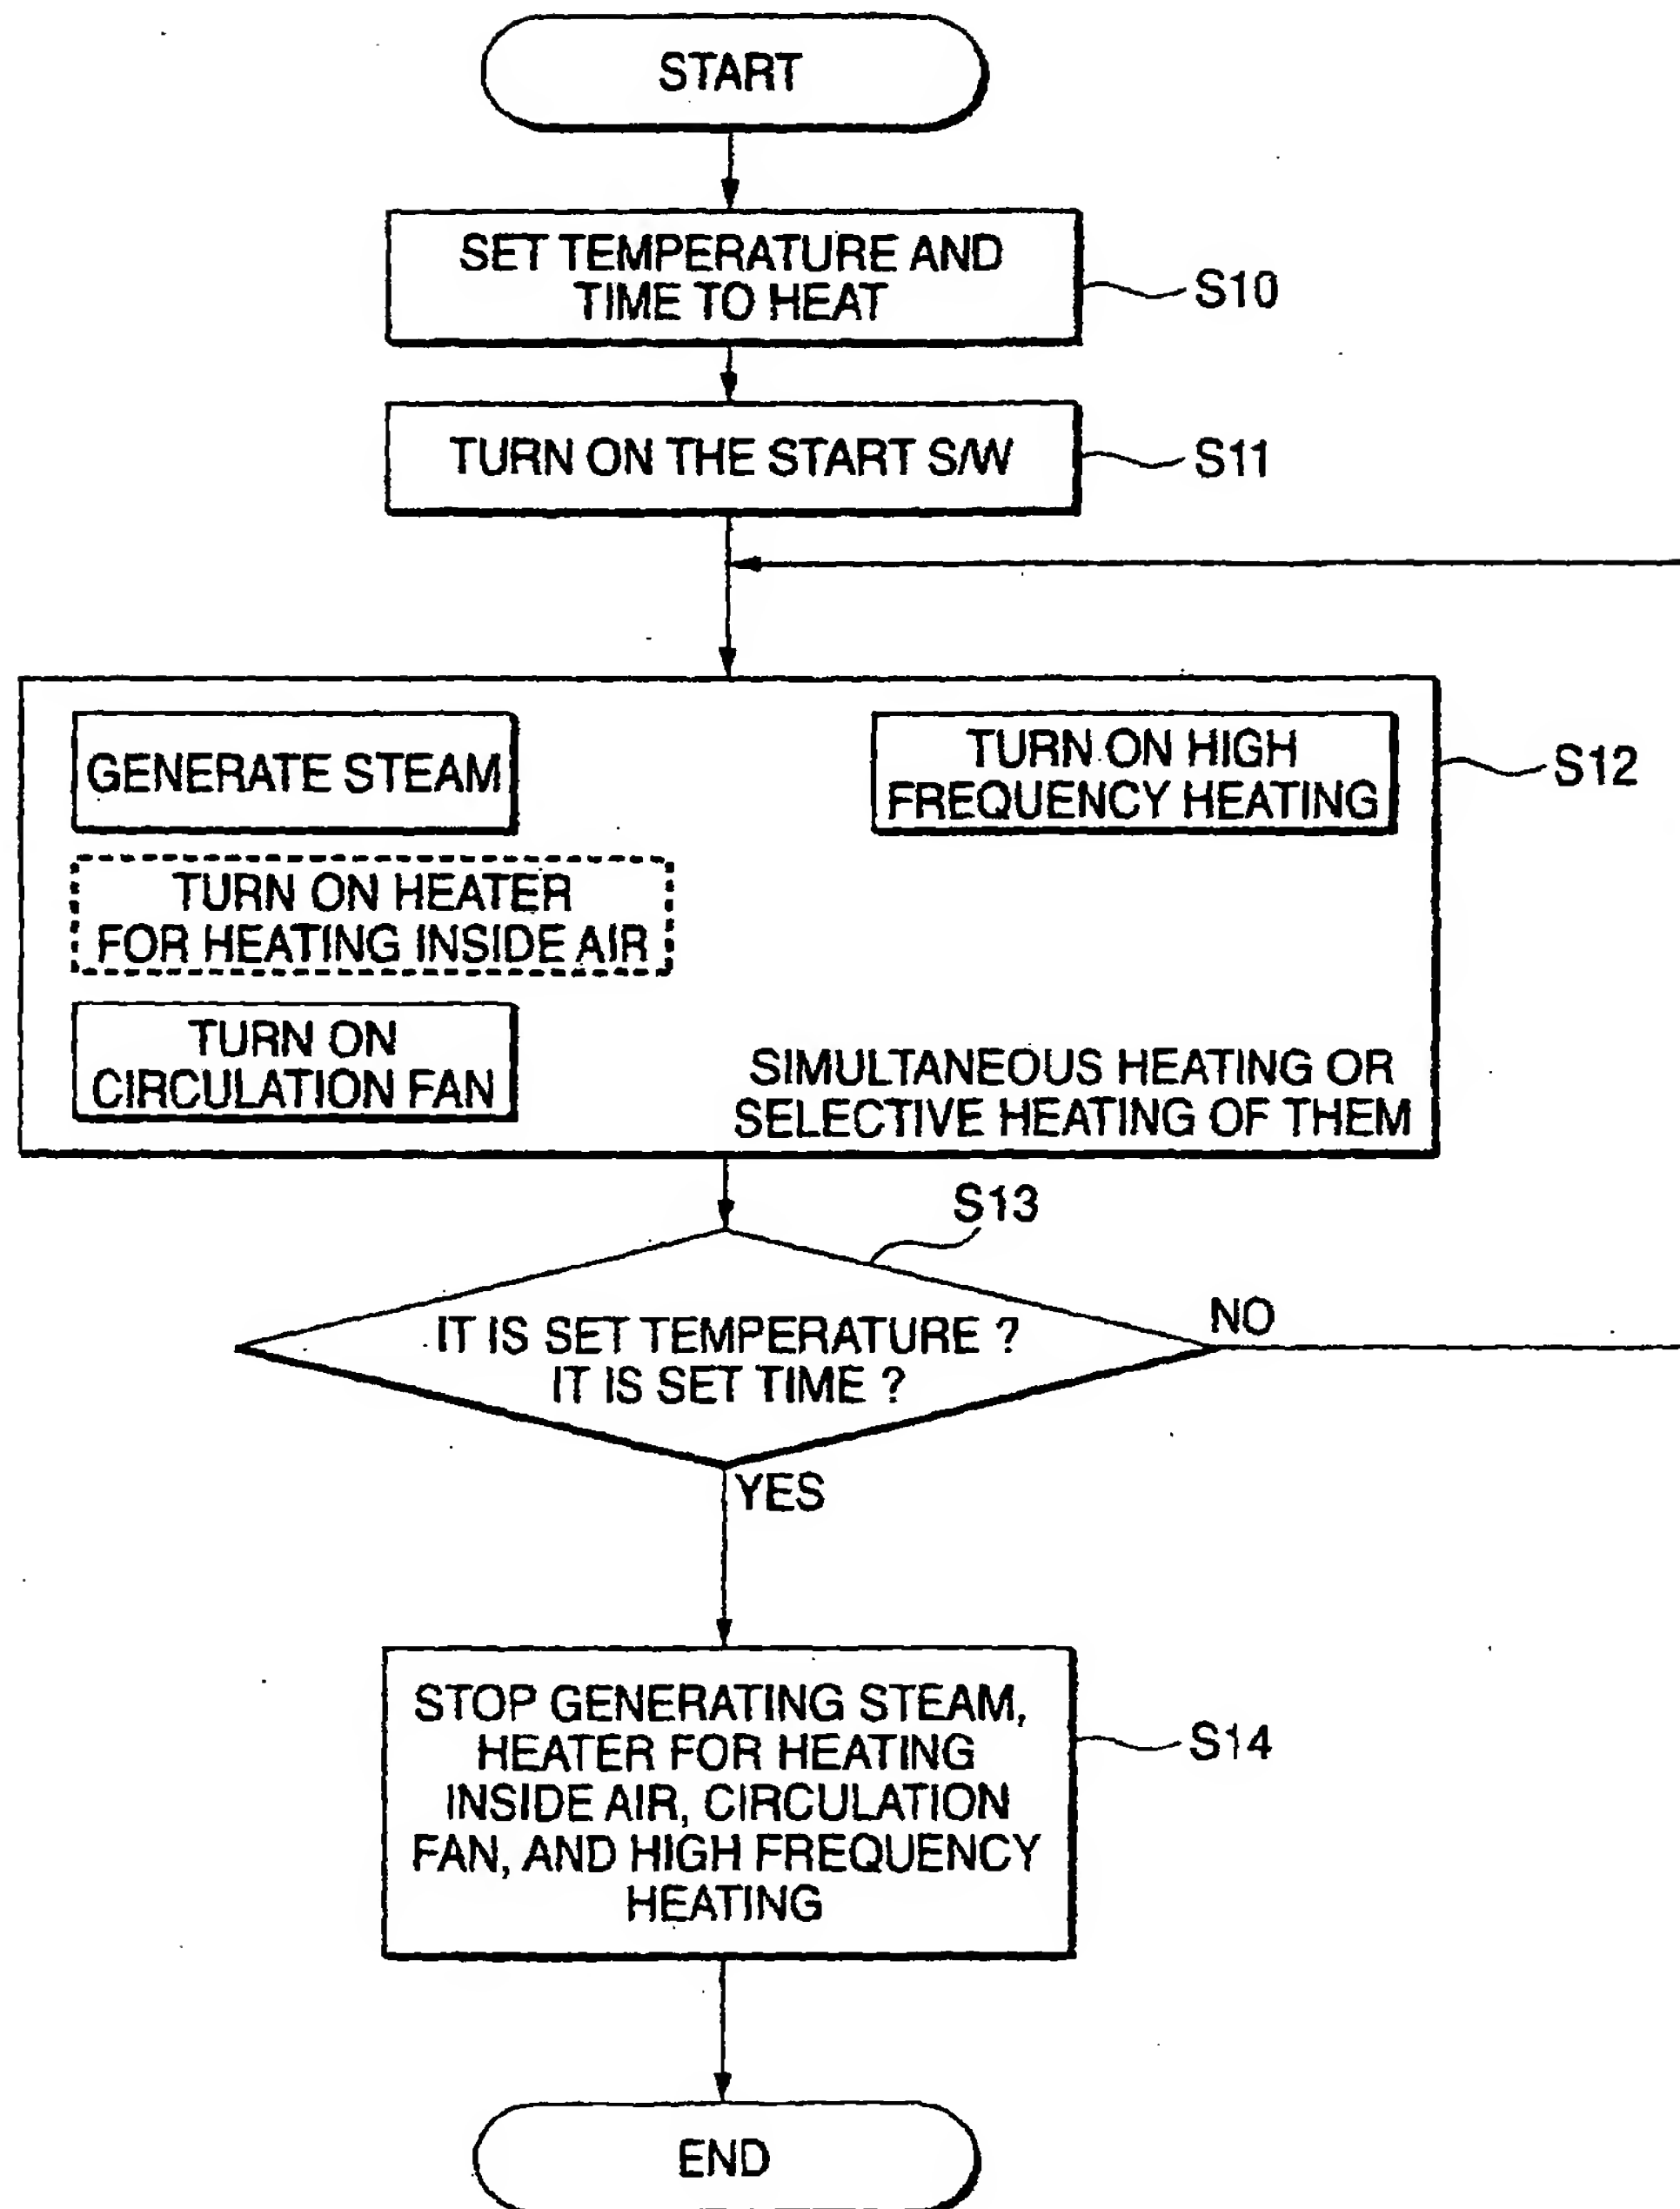 START
SET TEMPERATURE AND
TIME TO HEAT
S10
TURN ON THE START S/W
S11
GENERATE STEAM
TURN ON HIGH
FREQUENCY HEATING
S12
TURN ON HEATER
FOR HEATING INSIDE AIR
TURN ON
CIRCULATION FAN
SIMULTANEOUS HEATING OR
SELECTIVE HEATING OF THEM
S13
IT IS SET TEMPERATURE ?
IT IS SET TIME ?
NO
YES
STOP GENERATING STEAM,
HEATER FOR HEATING
INSIDE AIR, CIRCULATION
FAN, AND HIGH FREQUENCY
HEATING
S14
END